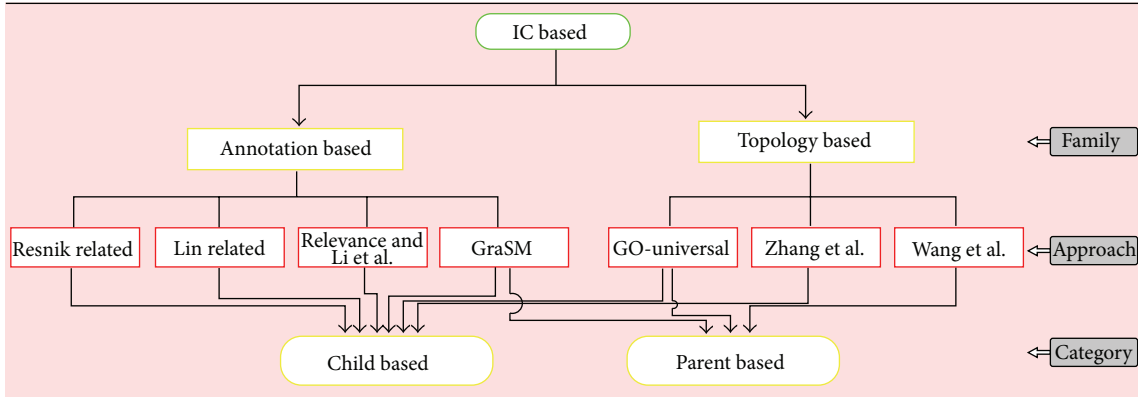 IC based
Annotation based
Topology based
Family
Resnik related
Lin related
Relevance and
Li et al.
GraSM
GO-universal
Zhang et al.
Wang et al.
Approach
Child based
Parent based
Category